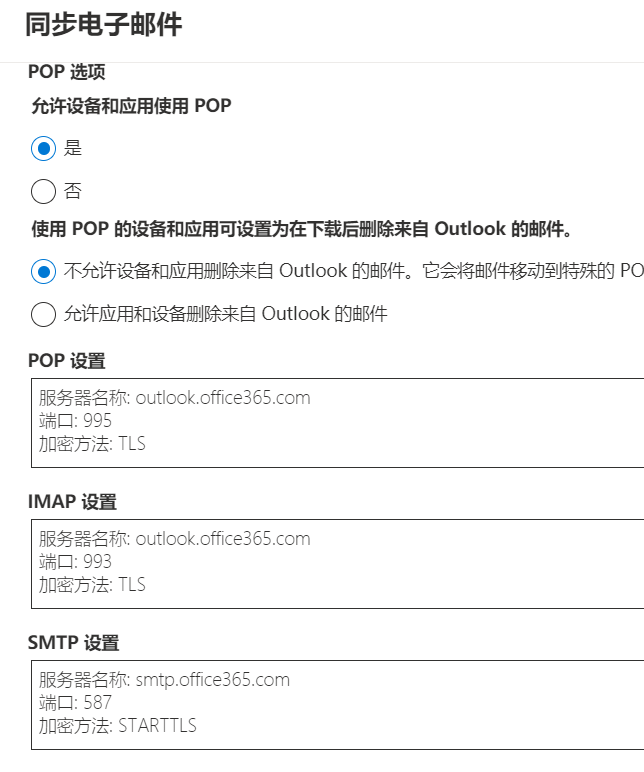 同步电子邮件
POP 选项
允许设备和应用使用 POP
是
否
使用 POP 的设备和应用可设置为在下载后删除来自 Outlook 的邮件。
不允许设备和应用删除来自 Outlook 的邮件。它会将邮件移动到特殊的 PO
允许应用和设备删除来自 Outlook 的邮件
POP 设置
服务器名称: outlook.office365.com
端口: 995
加密方法: TLS
IMAP 设置
服务器名称: outlook.office365.com
端口: 993
加密方法: TLS
SMTP 设置
服务器名称: smtp.office365.com
端口: 587
加密方法: STARTTLS